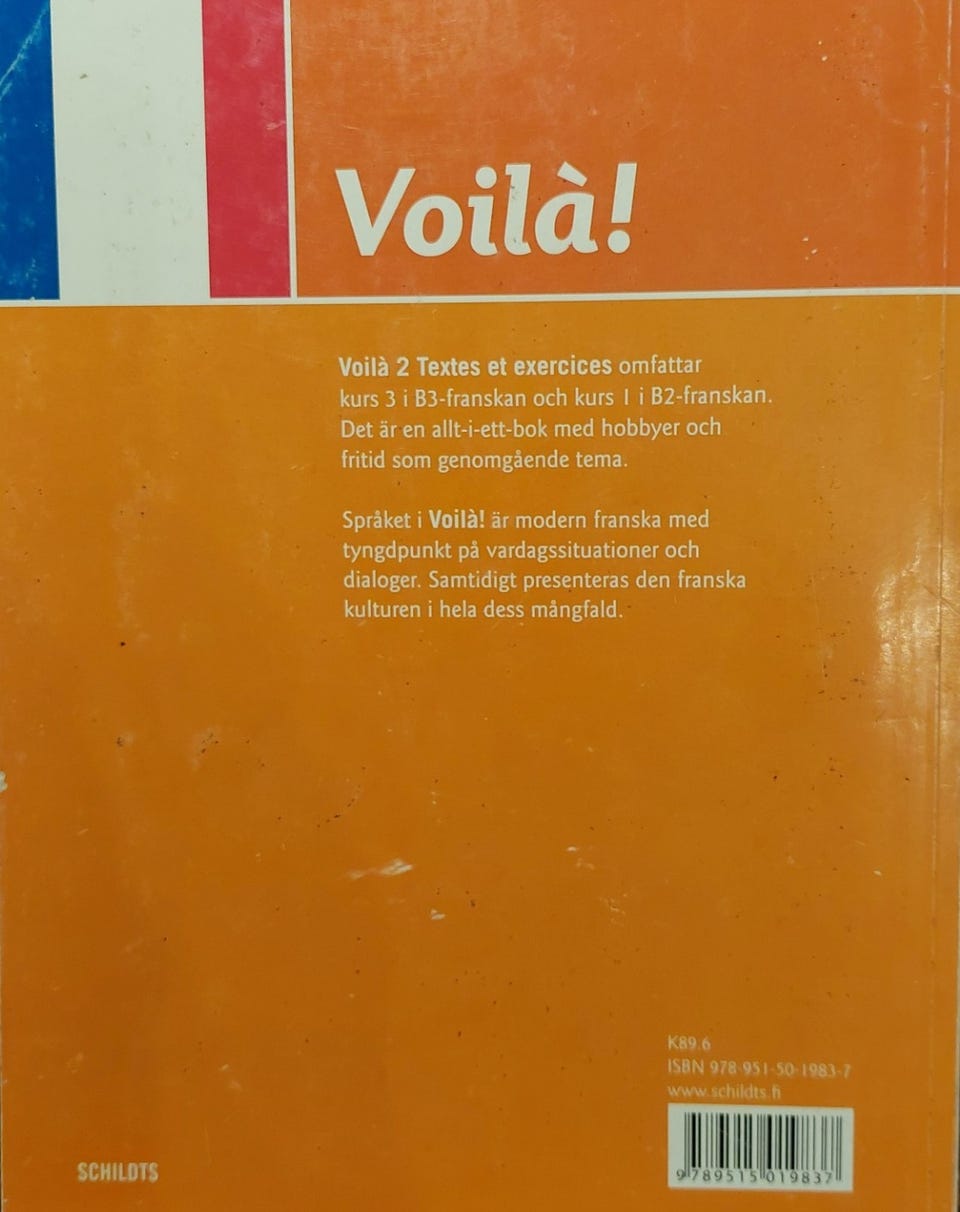 Voilà!
Voilà 2 Textes et exercices omfattar
kurs 3 i B3-franskan och kurs 1 i B2-franskan.
Det är en allt-i-ett-bok med hobbyer och
fritid som genomgående tema.
Språket i Voilà! är modern franska med
tyngdpunkt på vardagssituationer och
dialoger. Samtidigt presenteras den franska
kulturen i hela dess mångfald.
K89.6
ISBN 978-951-50-1983-7
www.schildts.fi
9 789515 019837
SCHILDTS